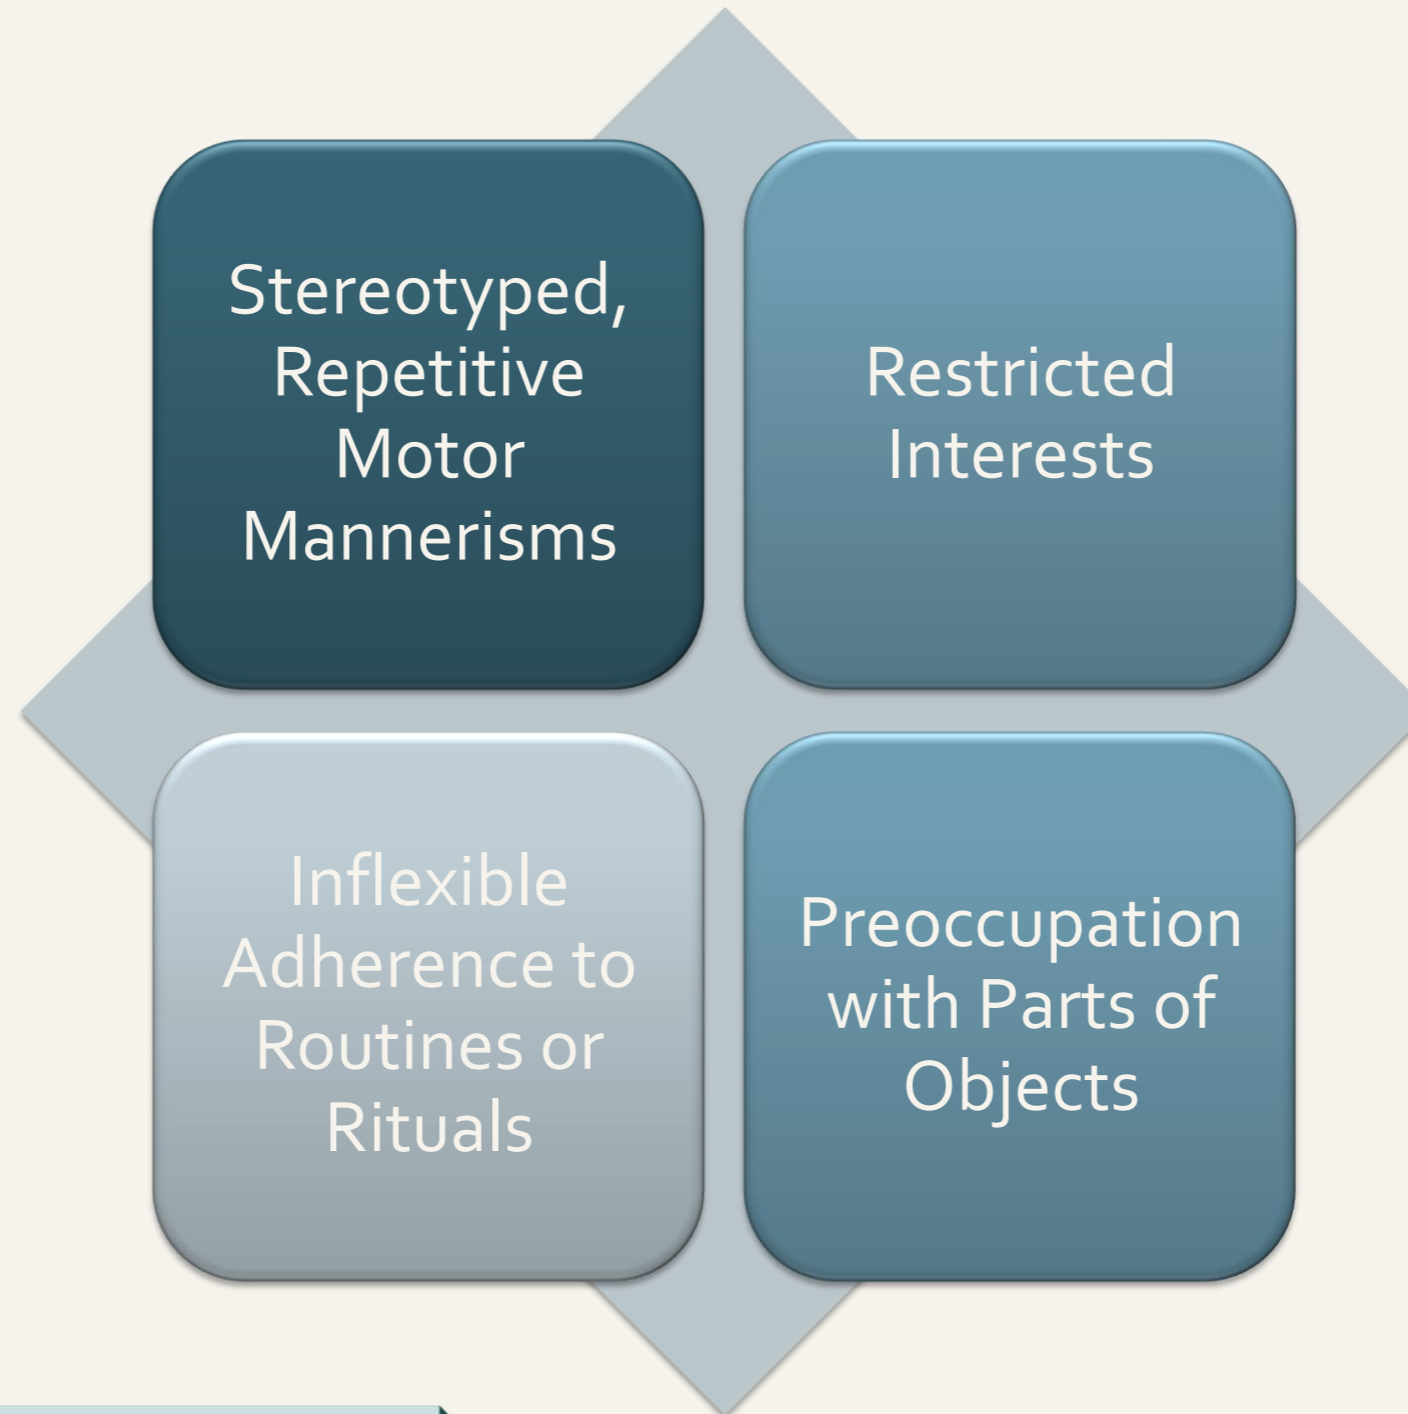 Stereotyped,
Repetitive
Motor
Mannerisms
Restricted
Interests
Inflexible
Adherence to
Routines or
Rituals
Preoccupation
with Parts of
Objects